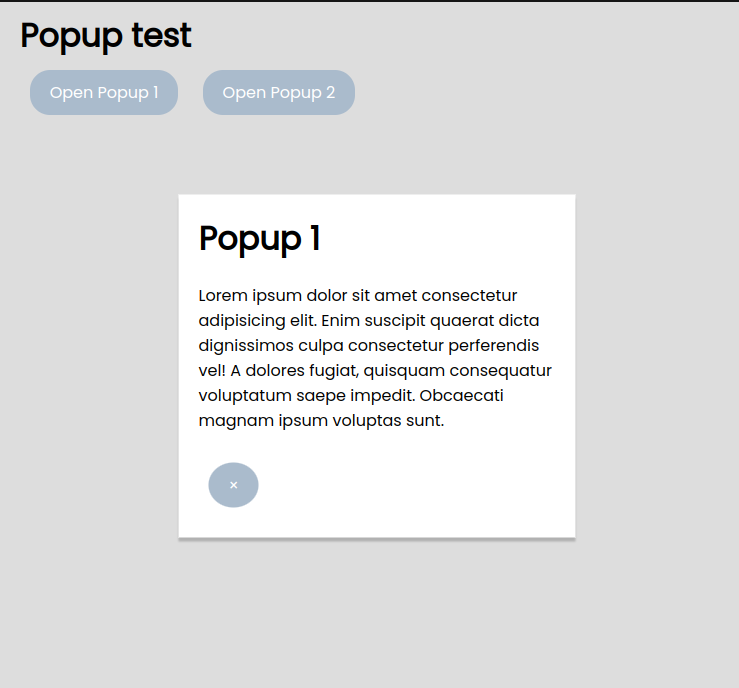 Popup test
Open Popup 1
Open Popup 2
Popup 1
Lorem ipsum dolor sit amet consectetur
adipisicing elit. Enim suscipit quaerat dicta
dignissimos culpa consectetur perferendis
vel! A dolores fugiat, quisquam consequatur
voluptatum saepe impedit. Obcaecati
magnam ipsum voluptas sunt.
×